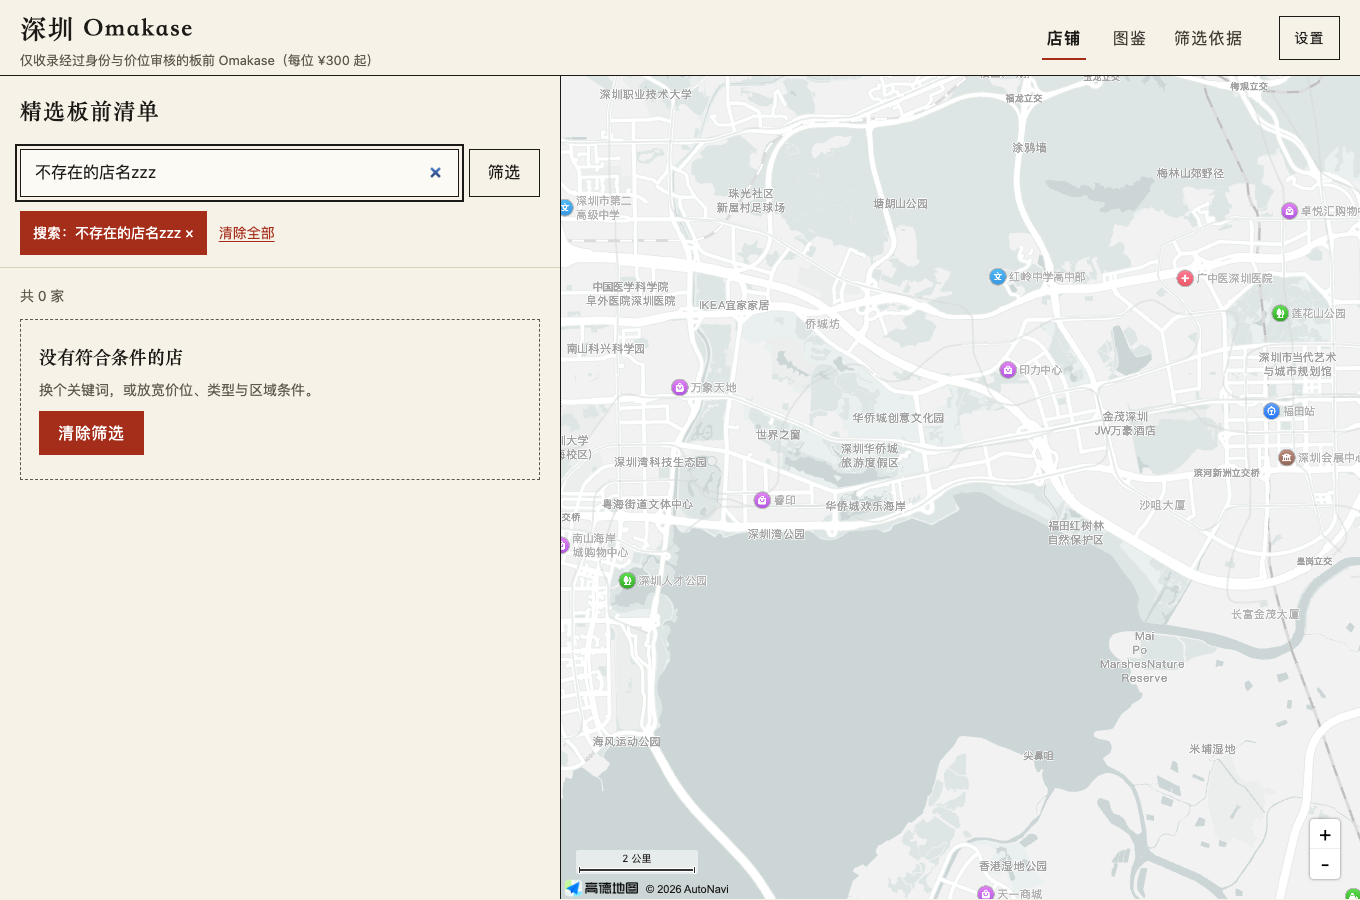 深圳 Omakase
仅收录经过身份与价位审核的板前 Omakase（每位 ¥300 起）
店铺
图鉴
筛选依据
设置
精选板前清单
不存在的店名zzz
筛选
搜索：不存在的店名zzz ×
清除全部
共 0 家
没有符合条件的店
换个关键词，或放宽价位、类型与区域条件。
清除筛选
深圳职业技术大学
福龙立交
梅观立交
涂鸦墙
梅林山郊野径
珠光社区
新屋村足球场
塘朗山公园
深圳市第二
高级中学
卓悦汇购物中
红岭中学高中部
广中医深圳医院
中国医学科学院
阜外医院深圳医院
IKEA宜家家居
侨城坊
莲花山公园
南山科兴科学园
深圳市当代艺术
与城市规划馆
印力中心
万象天地
华侨城创意文化园
金茂深圳
JW万豪酒店
福田站
世界之窗
深圳华侨城
旅游度假区
圳大学
海校区)
深圳湾科技生态园
深圳会展中心
滨河新洲立交桥
粤海街道文体中心
睿印
华侨城欢乐海岸
沙咀大厦
交桥
深圳湾公园
福田红树林
自然保护区
南山海岸
城购物中心
皇岗立交
深圳人才公园
长富金茂大厦
Mai
Po
MarshesNature
Reserve
海风运动公园
尖鼻咀
米埔湿地
香港湿地公园
天一商城
+
-
2 公里
高德地图
© 2026 AutoNavi